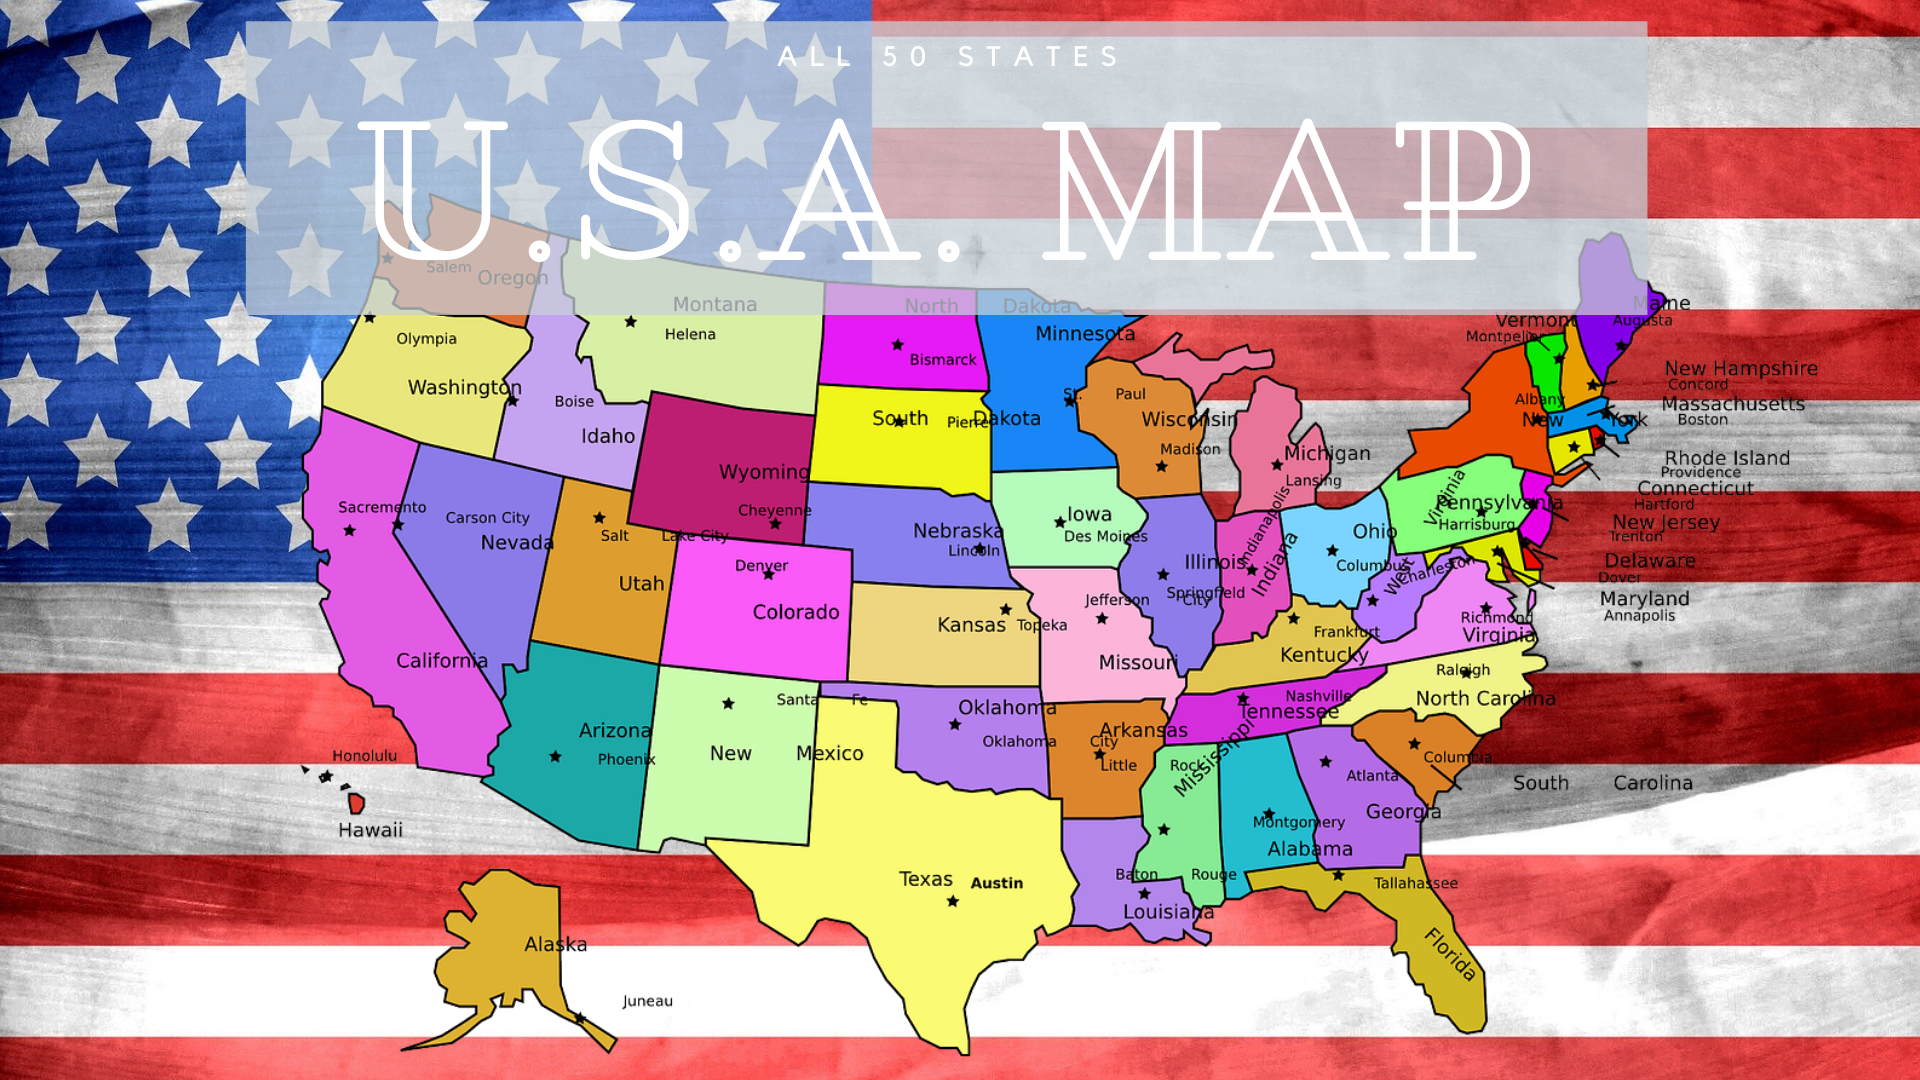 ALL 50 STATES
U.S.A. MAP
Salem
Oregon
Olympia
Washington
Montana
Helena
Boise
Idaho
North Dakota
Bismarck
Minnesota
St. Paul
South Dakota
Pierre
Wisconsin
Madison
Michigan
Lansing
Wyoming
Cheyenne
Sacramento
California
Carson City
Nevada
Salt Lake City
Utah
Denver
Colorado
Nebraska
Lincoln
Iowa
Des Moines
Illinois
Springfield
Indianapolis
Indiana
Ohio
Columbus
Kansas
Topeka
Jefferson City
Missouri
Frankfurt
Kentucky
West Virginia
Charleston
Richmond
Virginia
Pennsylvania
Harrisburg
Albany
New York
Vermont
Montpelier
Maine
Augusta
New Hampshire
Concord
Massachusetts
Boston
Rhode Island
Providence
Connecticut
Hartford
New Jersey
Trenton
Delaware
Dover
Maryland
Annapolis
Arizona
Phoenix
Santa Fe
New Mexico
Oklahoma
Oklahoma City
Arkansas
Little Rock
Nashville
Tennessee
Raleigh
North Carolina
Columbia
South Carolina
Mississippi
Montgomery
Alabama
Atlanta
Georgia
Texas
Austin
Baton Rouge
Louisiana
Tallahassee
Florida
Honolulu
Hawaii
Alaska
Juneau